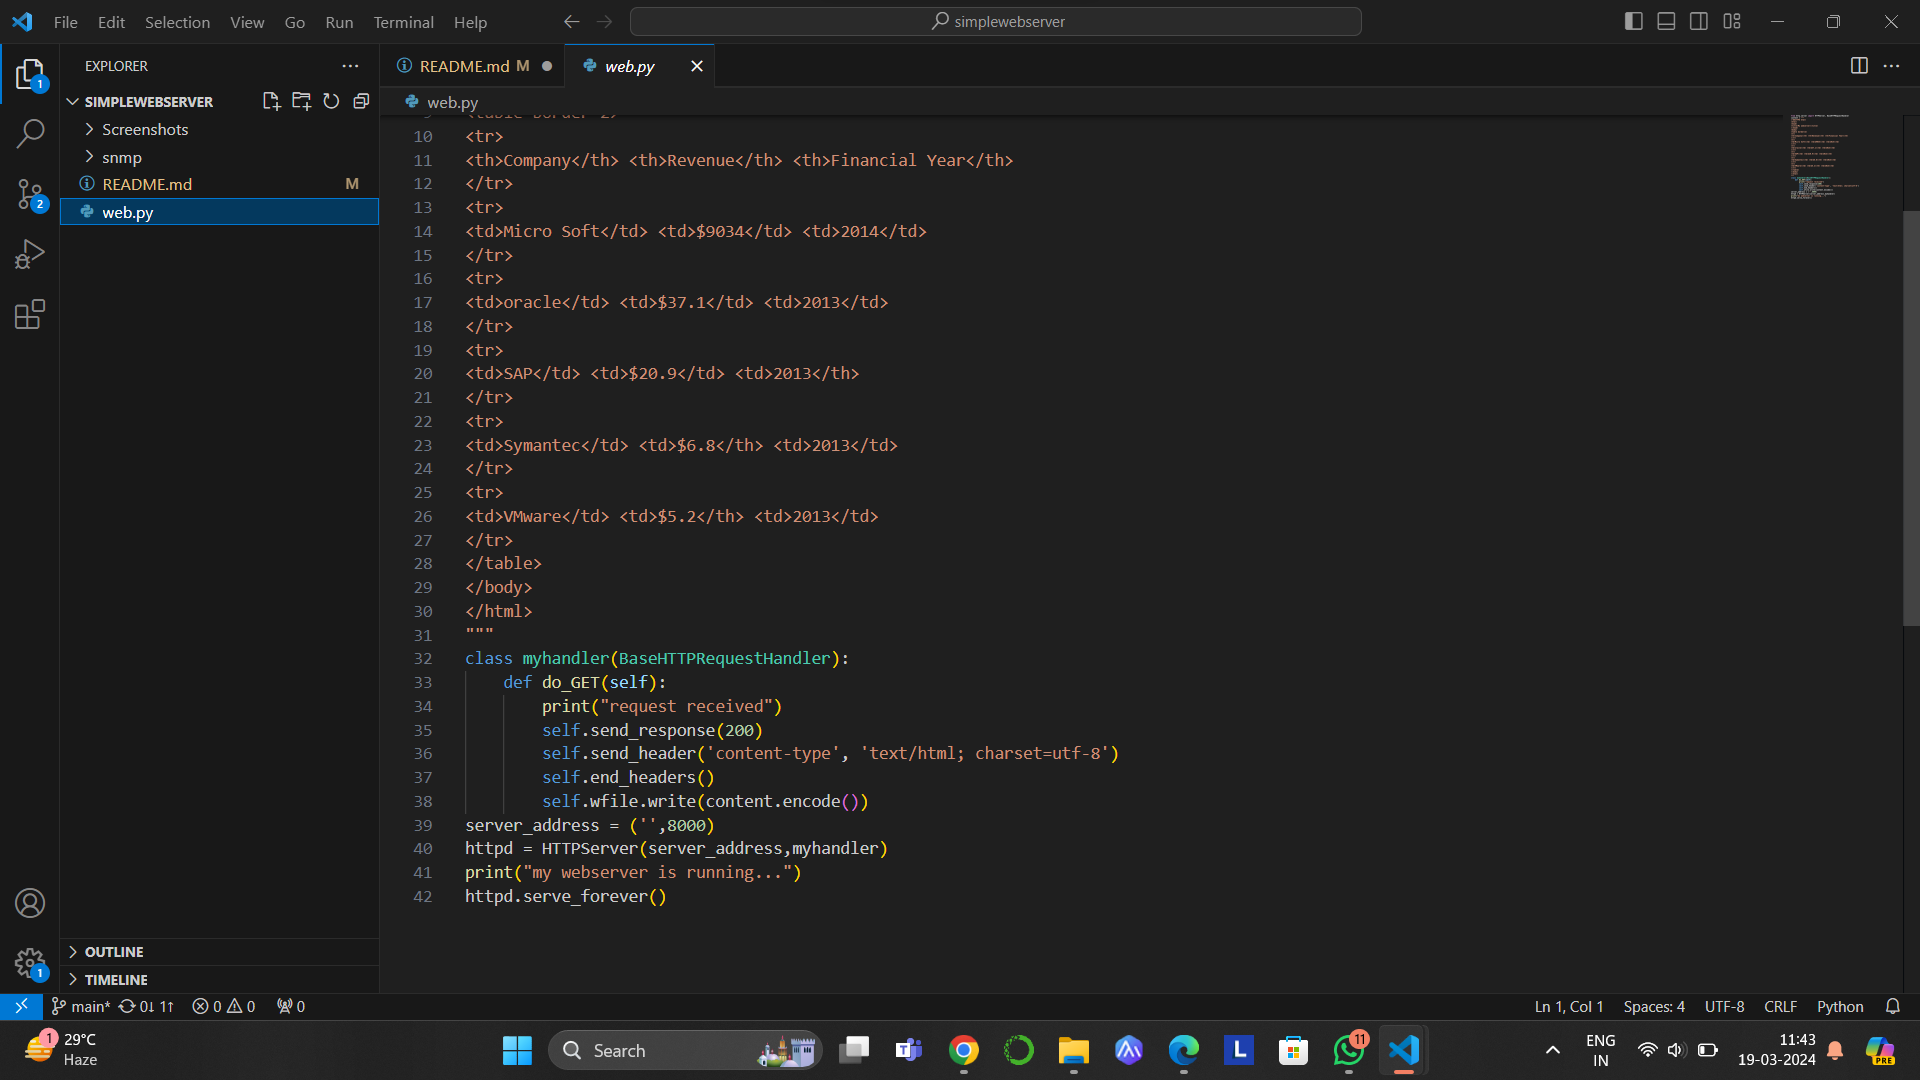 File Edit Selection View Go Run Terminal Help
simplewebserver
EXPLORER
README.md M
web.py
SIMPLEWEBSERVER
web.py
Screenshots
snmp
README.md M
web.py
10 <tr>
11 <th>Company</th> <th>Revenue</th> <th>Financial Year</th>
12 </tr>
13 <tr>
14 <td>Micro Soft</td> <td>$9034</td> <td>2014</td>
15 </tr>
16 <tr>
17 <td>oracle</td> <td>$37.1</td> <td>2013</td>
18 </tr>
19 <tr>
20 <td>SAP</td> <td>$20.9</td> <td>2013</th>
21 </tr>
22 <tr>
23 <td>Symantec</td> <td>$6.8</th> <td>2013</td>
24 </tr>
25 <tr>
26 <td>VMware</td> <td>$5.2</th> <td>2013</td>
27 </tr>
28 </table>
29 </body>
30 </html>
31 """
32 class myhandler(BaseHTTPRequestHandler):
33 def do_GET(self):
34 print("request received")
35 self.send_response(200)
36 self.send_header('content-type', 'text/html; charset=utf-8')
37 self.end_headers()
38 self.wfile.write(content.encode())
39 server_address = ('',8000)
40 httpd = HTTPServer(server_address,myhandler)
41 print("my webserver is running...")
42 httpd.serve_forever()
1
2
1
OUTLINE
TIMELINE
main* 0↓ 1↑ 0 0 0
Ln 1, Col 1 Spaces: 4 UTF-8 CRLF Python
1
29°C
Haze
Search
L
11
ENG
IN
11:43
19-03-2024
PRE